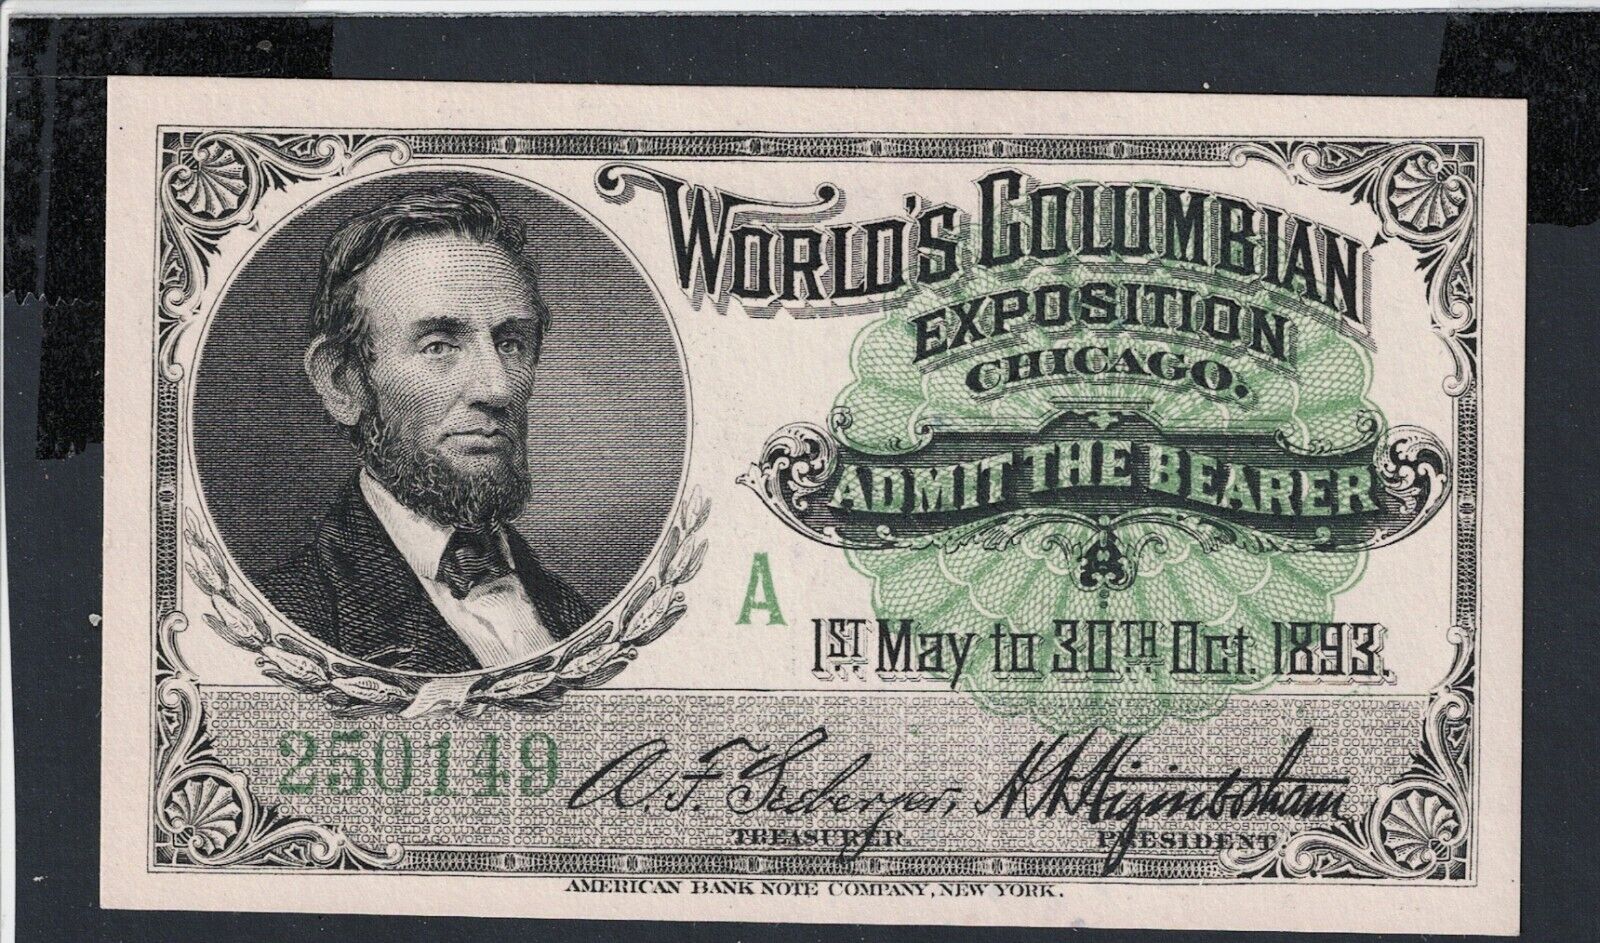 WORLD'S COLUMBIAN
EXPOSITION
CHICAGO.
ADMIT THE BEARER
A
1ST May to 30TH Oct. 1893.
250149
A. F. Seeberger,
H N Higinbotham
TREASURER.
PRESIDENT.
AMERICAN BANK NOTE COMPANY, NEW YORK.